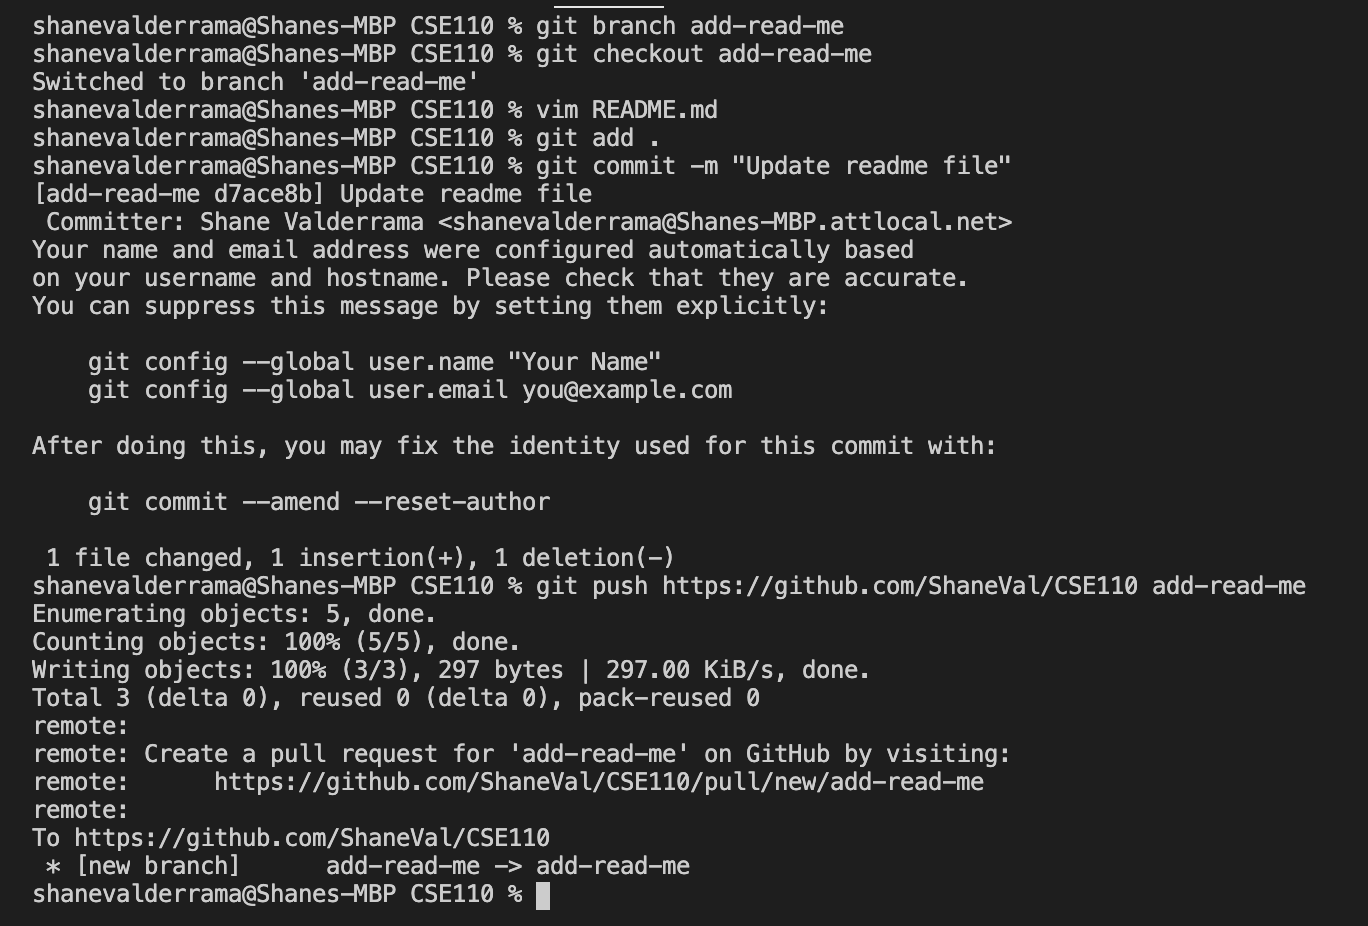 shanevalderrama@Shanes-MBP CSE110 % git branch add-read-me
shanevalderrama@Shanes-MBP CSE110 % git checkout add-read-me
Switched to branch 'add-read-me'
shanevalderrama@Shanes-MBP CSE110 % vim README.md
shanevalderrama@Shanes-MBP CSE110 % git add .
shanevalderrama@Shanes-MBP CSE110 % git commit -m "Update readme file"
[add-read-me d7ace8b] Update readme file
 Committer: Shane Valderrama <shanevalderrama@Shanes-MBP.attlocal.net>
Your name and email address were configured automatically based
on your username and hostname. Please check that they are accurate.
You can suppress this message by setting them explicitly:

    git config --global user.name "Your Name"
    git config --global user.email you@example.com

After doing this, you may fix the identity used for this commit with:

    git commit --amend --reset-author

 1 file changed, 1 insertion(+), 1 deletion(-)
shanevalderrama@Shanes-MBP CSE110 % git push https://github.com/ShaneVal/CSE110 add-read-me
Enumerating objects: 5, done.
Counting objects: 100% (5/5), done.
Writing objects: 100% (3/3), 297 bytes | 297.00 KiB/s, done.
Total 3 (delta 0), reused 0 (delta 0), pack-reused 0
remote:
remote: Create a pull request for 'add-read-me' on GitHub by visiting:
remote:      https://github.com/ShaneVal/CSE110/pull/new/add-read-me
remote:
To https://github.com/ShaneVal/CSE110
 * [new branch]      add-read-me -> add-read-me
shanevalderrama@Shanes-MBP CSE110 %